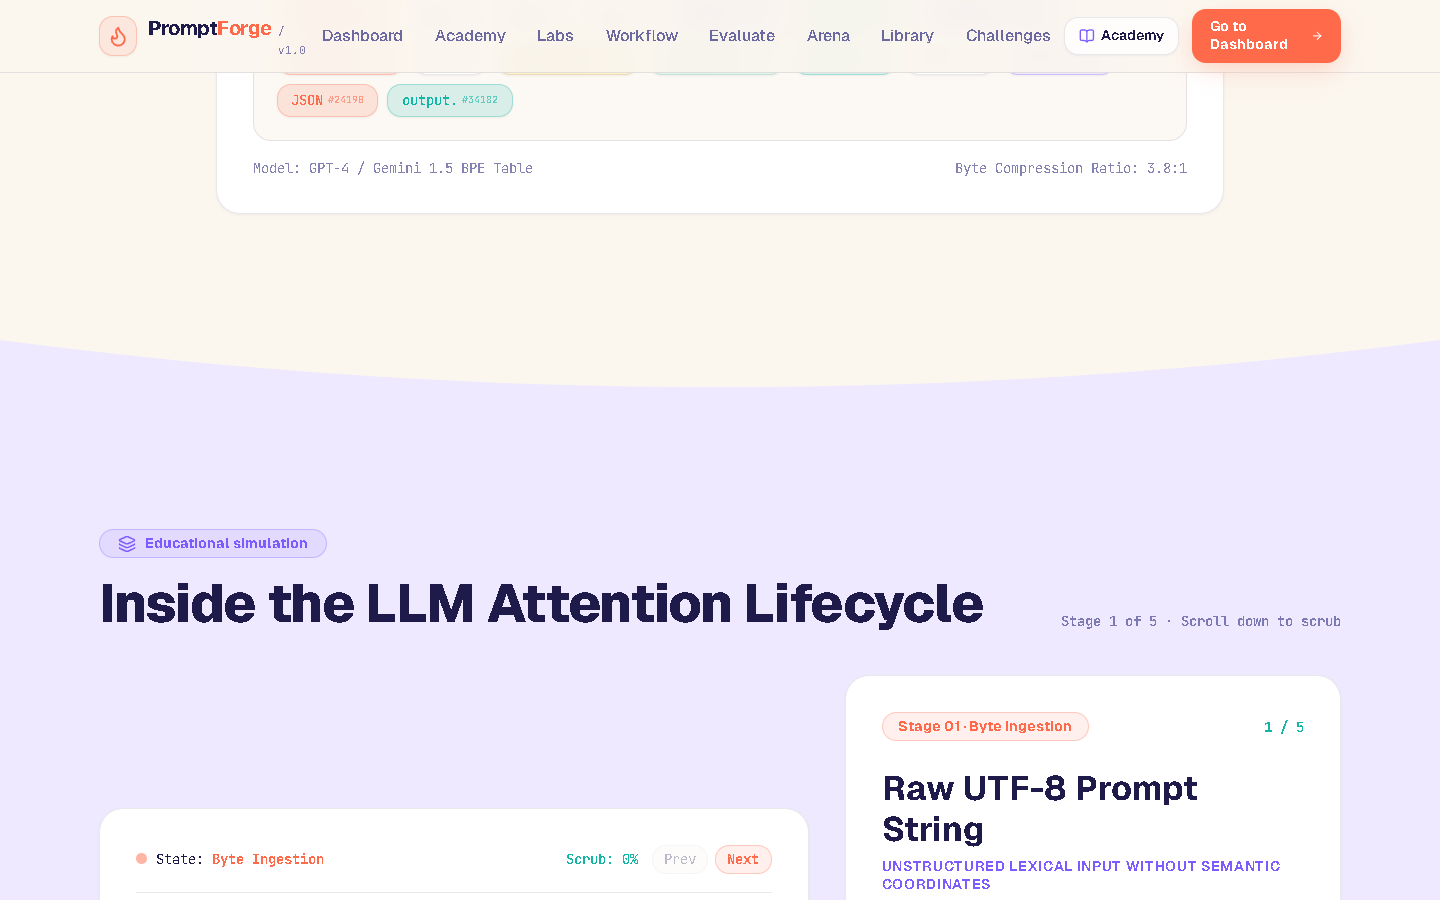 PromptForge / v1.0
Dashboard
Academy
Labs
Workflow
Evaluate
Arena
Library
Challenges
Academy
Go to
Dashboard →
JSON #24190
output. #34182
Model: GPT-4 / Gemini 1.5 BPE Table
Byte Compression Ratio: 3.8:1
Educational simulation
Inside the LLM Attention Lifecycle
Stage 1 of 5 · Scroll down to scrub
Stage 01 · Byte Ingestion
1 / 5
Raw UTF-8 Prompt
String
UNSTRUCTURED LEXICAL INPUT WITHOUT SEMANTIC
COORDINATES
State: Byte Ingestion
Scrub: 0%
Prev
Next